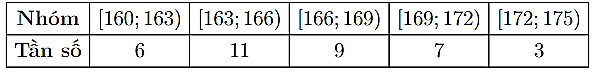 Nhóm [160; 163) [163; 166) [166; 169) [169; 172) [172; 175)
Tần số 6 11 9 7 3